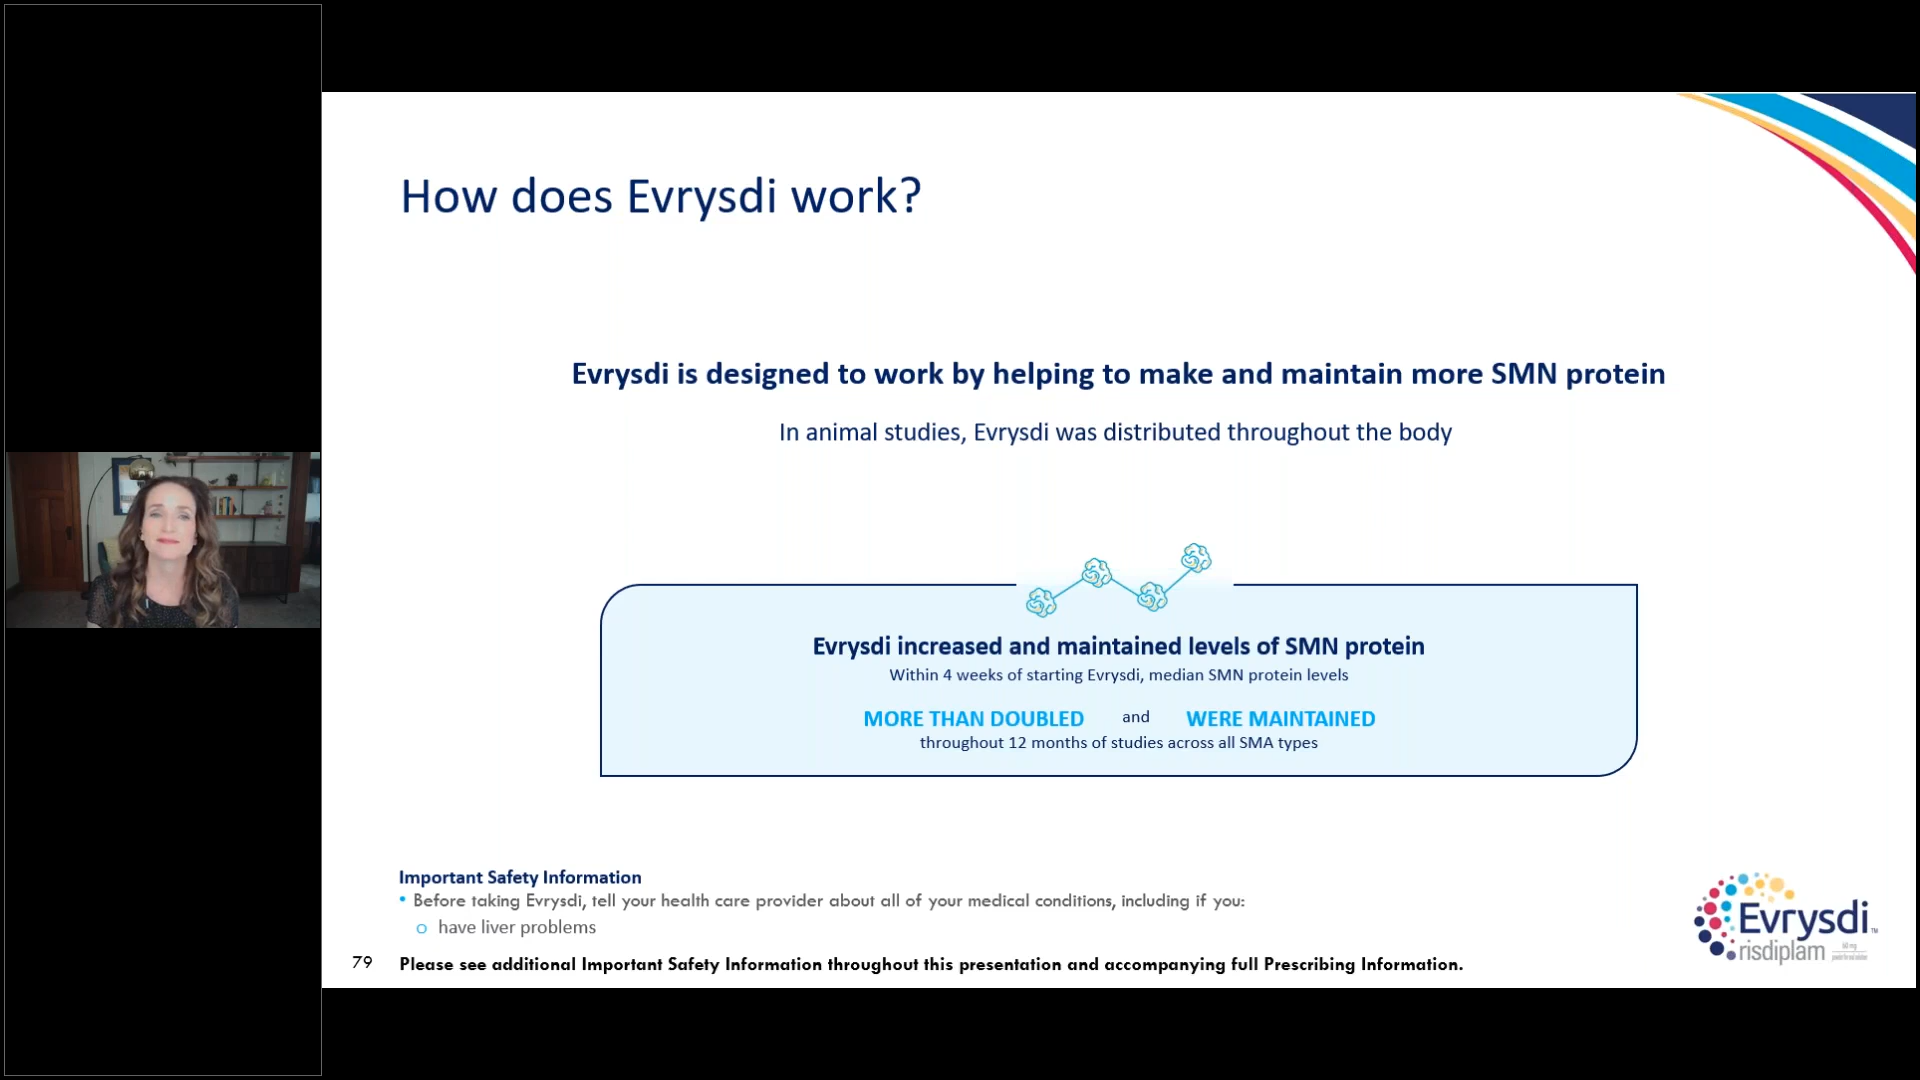 How does Evrysdi work?
Evrysdi is designed to work by helping to make and maintain more SMN protein
In animal studies, Evrysdi was distributed throughout the body
Evrysdi increased and maintained levels of SMN protein
Within 4 weeks of starting Evrysdi, median SMN protein levels
MORE THAN DOUBLED and WERE MAINTAINED
throughout 12 months of studies across all SMA types
Important Safety Information
• Before taking Evrysdi, tell your health care provider about all of your medical conditions, including if you:
o have liver problems
79 Please see additional Important Safety Information throughout this presentation and accompanying full Prescribing Information.
Evrysdi™
risdiplam